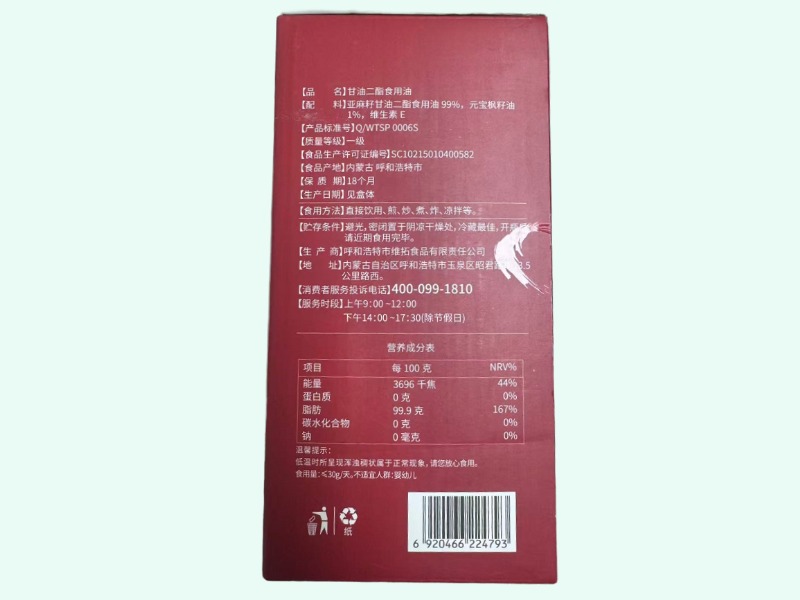 【品 名】甘油二酯食用油
【配 料】亚麻籽甘油二酯食用油 99%，元宝枫籽油
1%，维生素 E
【产品标准号】Q/WTSP 0006S
【质量等级】一级
【食品生产许可证编号】SC10215010400582
【食品产地】内蒙古 呼和浩特市
【保 质 期】18个月
【生产日期】见盒体
【食用方法】直接饮用、煎、炒、煮、炸、凉拌等。
【贮存条件】避光，密闭置于阴凉干燥处，冷藏最佳，开
请近期食用完毕。
【生 产 商】呼和浩特市维拓食品有限责任公司
【地 址】内蒙古自治区呼和浩特市玉泉区昭君 3.5
公里路西。
【消费者服务投诉电话】400-099-1810
【服务时段】上午9：00 ~12：00
下午14：00 ~17：30(除节假日)
营养成分表
项目 每 100 克 NRV%
能量 3696 千焦 44%
蛋白质 0 克 0%
脂肪 99.9 克 167%
碳水化合物 0 克 0%
钠 0 毫克 0%
温馨提示：
低温时所呈现浑浊稠状属于正常现象，请您放心食用。
食用量：≤30g/天。不适宜人群：婴幼儿
纸
6 920466 224793